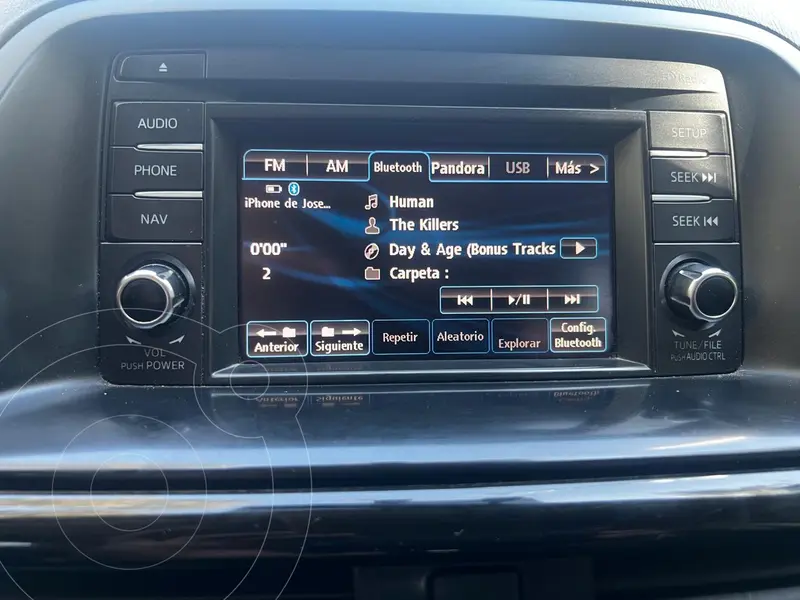 AUDIO
PHONE
NAV
VOL
PUSH POWER
FM AM Bluetooth Pandora USB Más >
iPhone de Jose...
Human
The Killers
0'00" Day & Age (Bonus Tracks
2 Carpeta :
Anterior Siguiente Repetir Aleatorio Explorar Config. Bluetooth
SETUP
SEEK
SEEK
TUNE/FILE
PUSH AUDIO CTRL